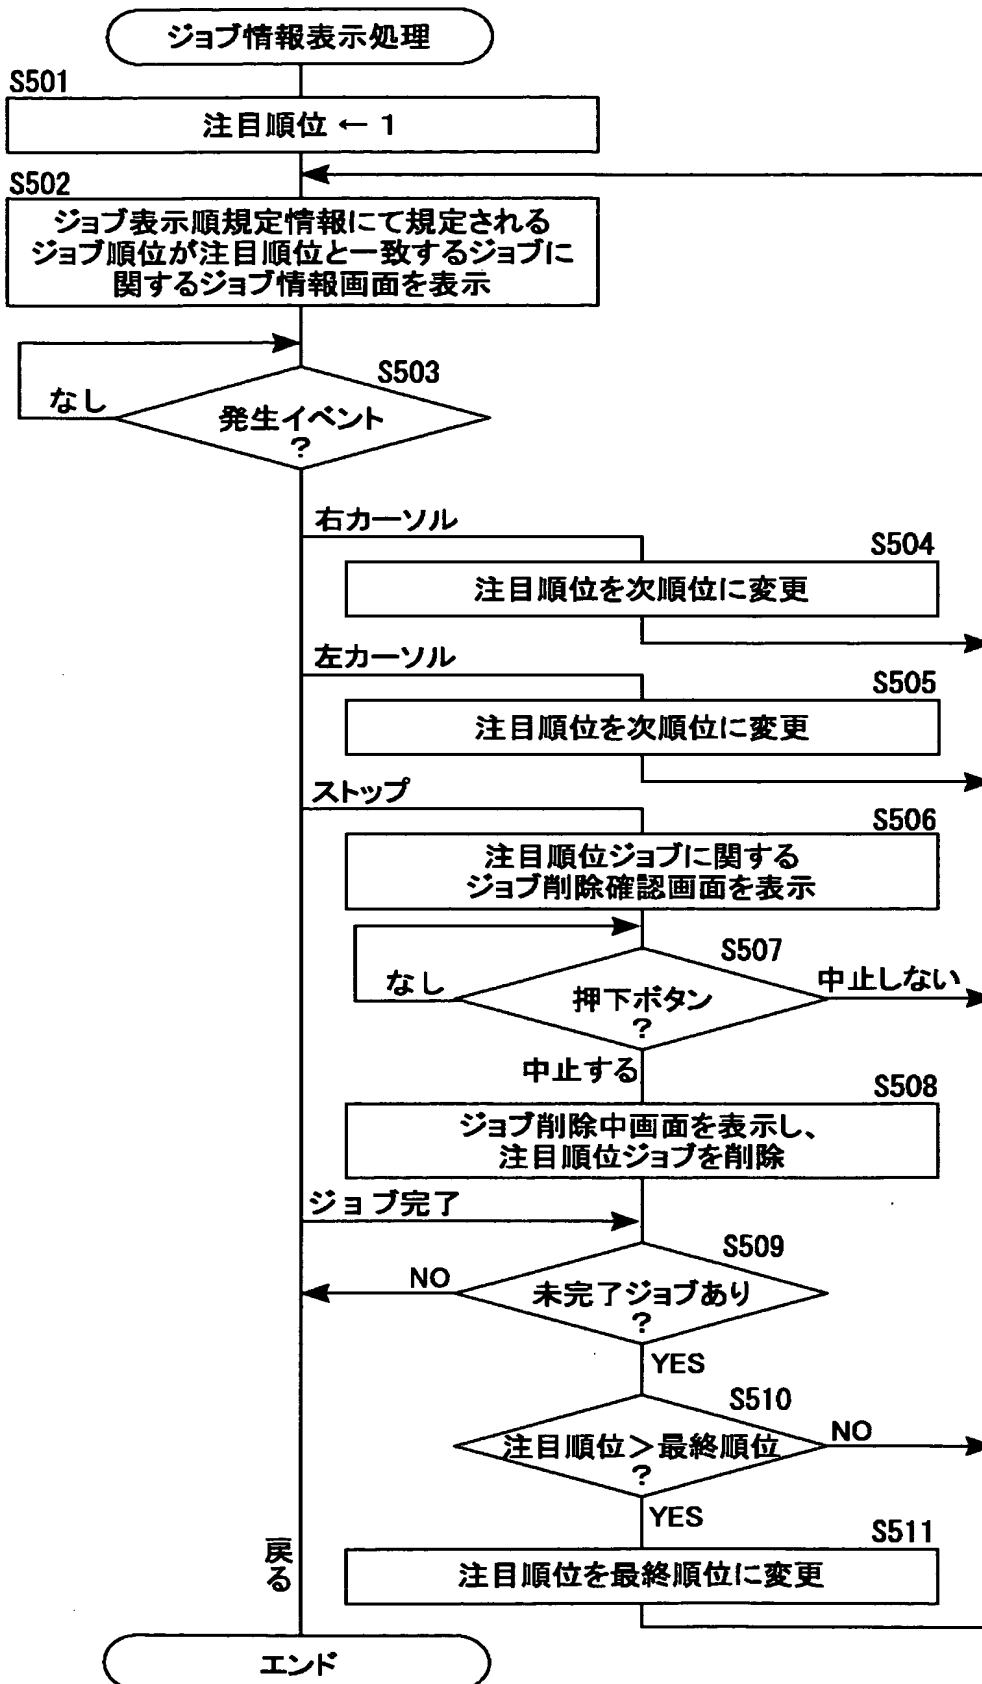 ジョブ情報表示処理
S501
注目順位 ← 1
S502
ジョブ表示順規定情報にて規定される
ジョブ順位が注目順位と一致するジョブに
関するジョブ情報画面を表示
S503
なし
発生イベント
?
右カーソル
S504
注目順位を次順位に変更
左カーソル
S505
注目順位を次順位に変更
ストップ
S506
注目順位ジョブに関する
ジョブ削除確認画面を表示
S507
なし
押下ボタン
?
中止しない
中止する
S508
ジョブ削除中画面を表示し、
注目順位ジョブを削除
ジョブ完了
S509
NO
未完了ジョブあり
?
YES
S510
注目順位>最終順位
?
NO
YES
S511
注目順位を最終順位に変更
戻る
エンド